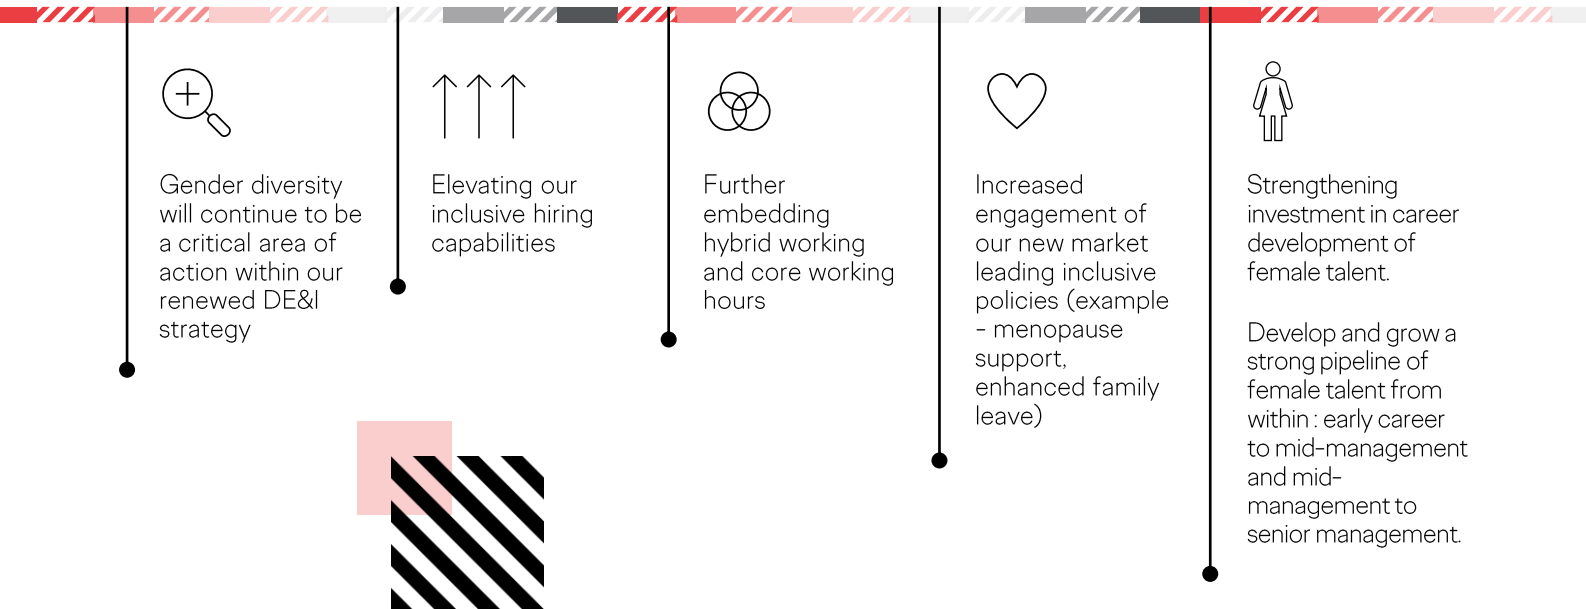 Gender diversity
will continue to be
a critical area of
action within our
renewed DE&I
strategy
Elevating our
inclusive hiring
capabilities
Further
embedding
hybrid working
and core working
hours
Increased
engagement of
our new market
leading inclusive
policies (example
- menopause
support,
enhanced family
leave)
Strengthening
investment in career
development of
female talent.
Develop and grow a
strong pipeline of
female talent from
within : early career
to mid-management
and mid-
management to
senior management.